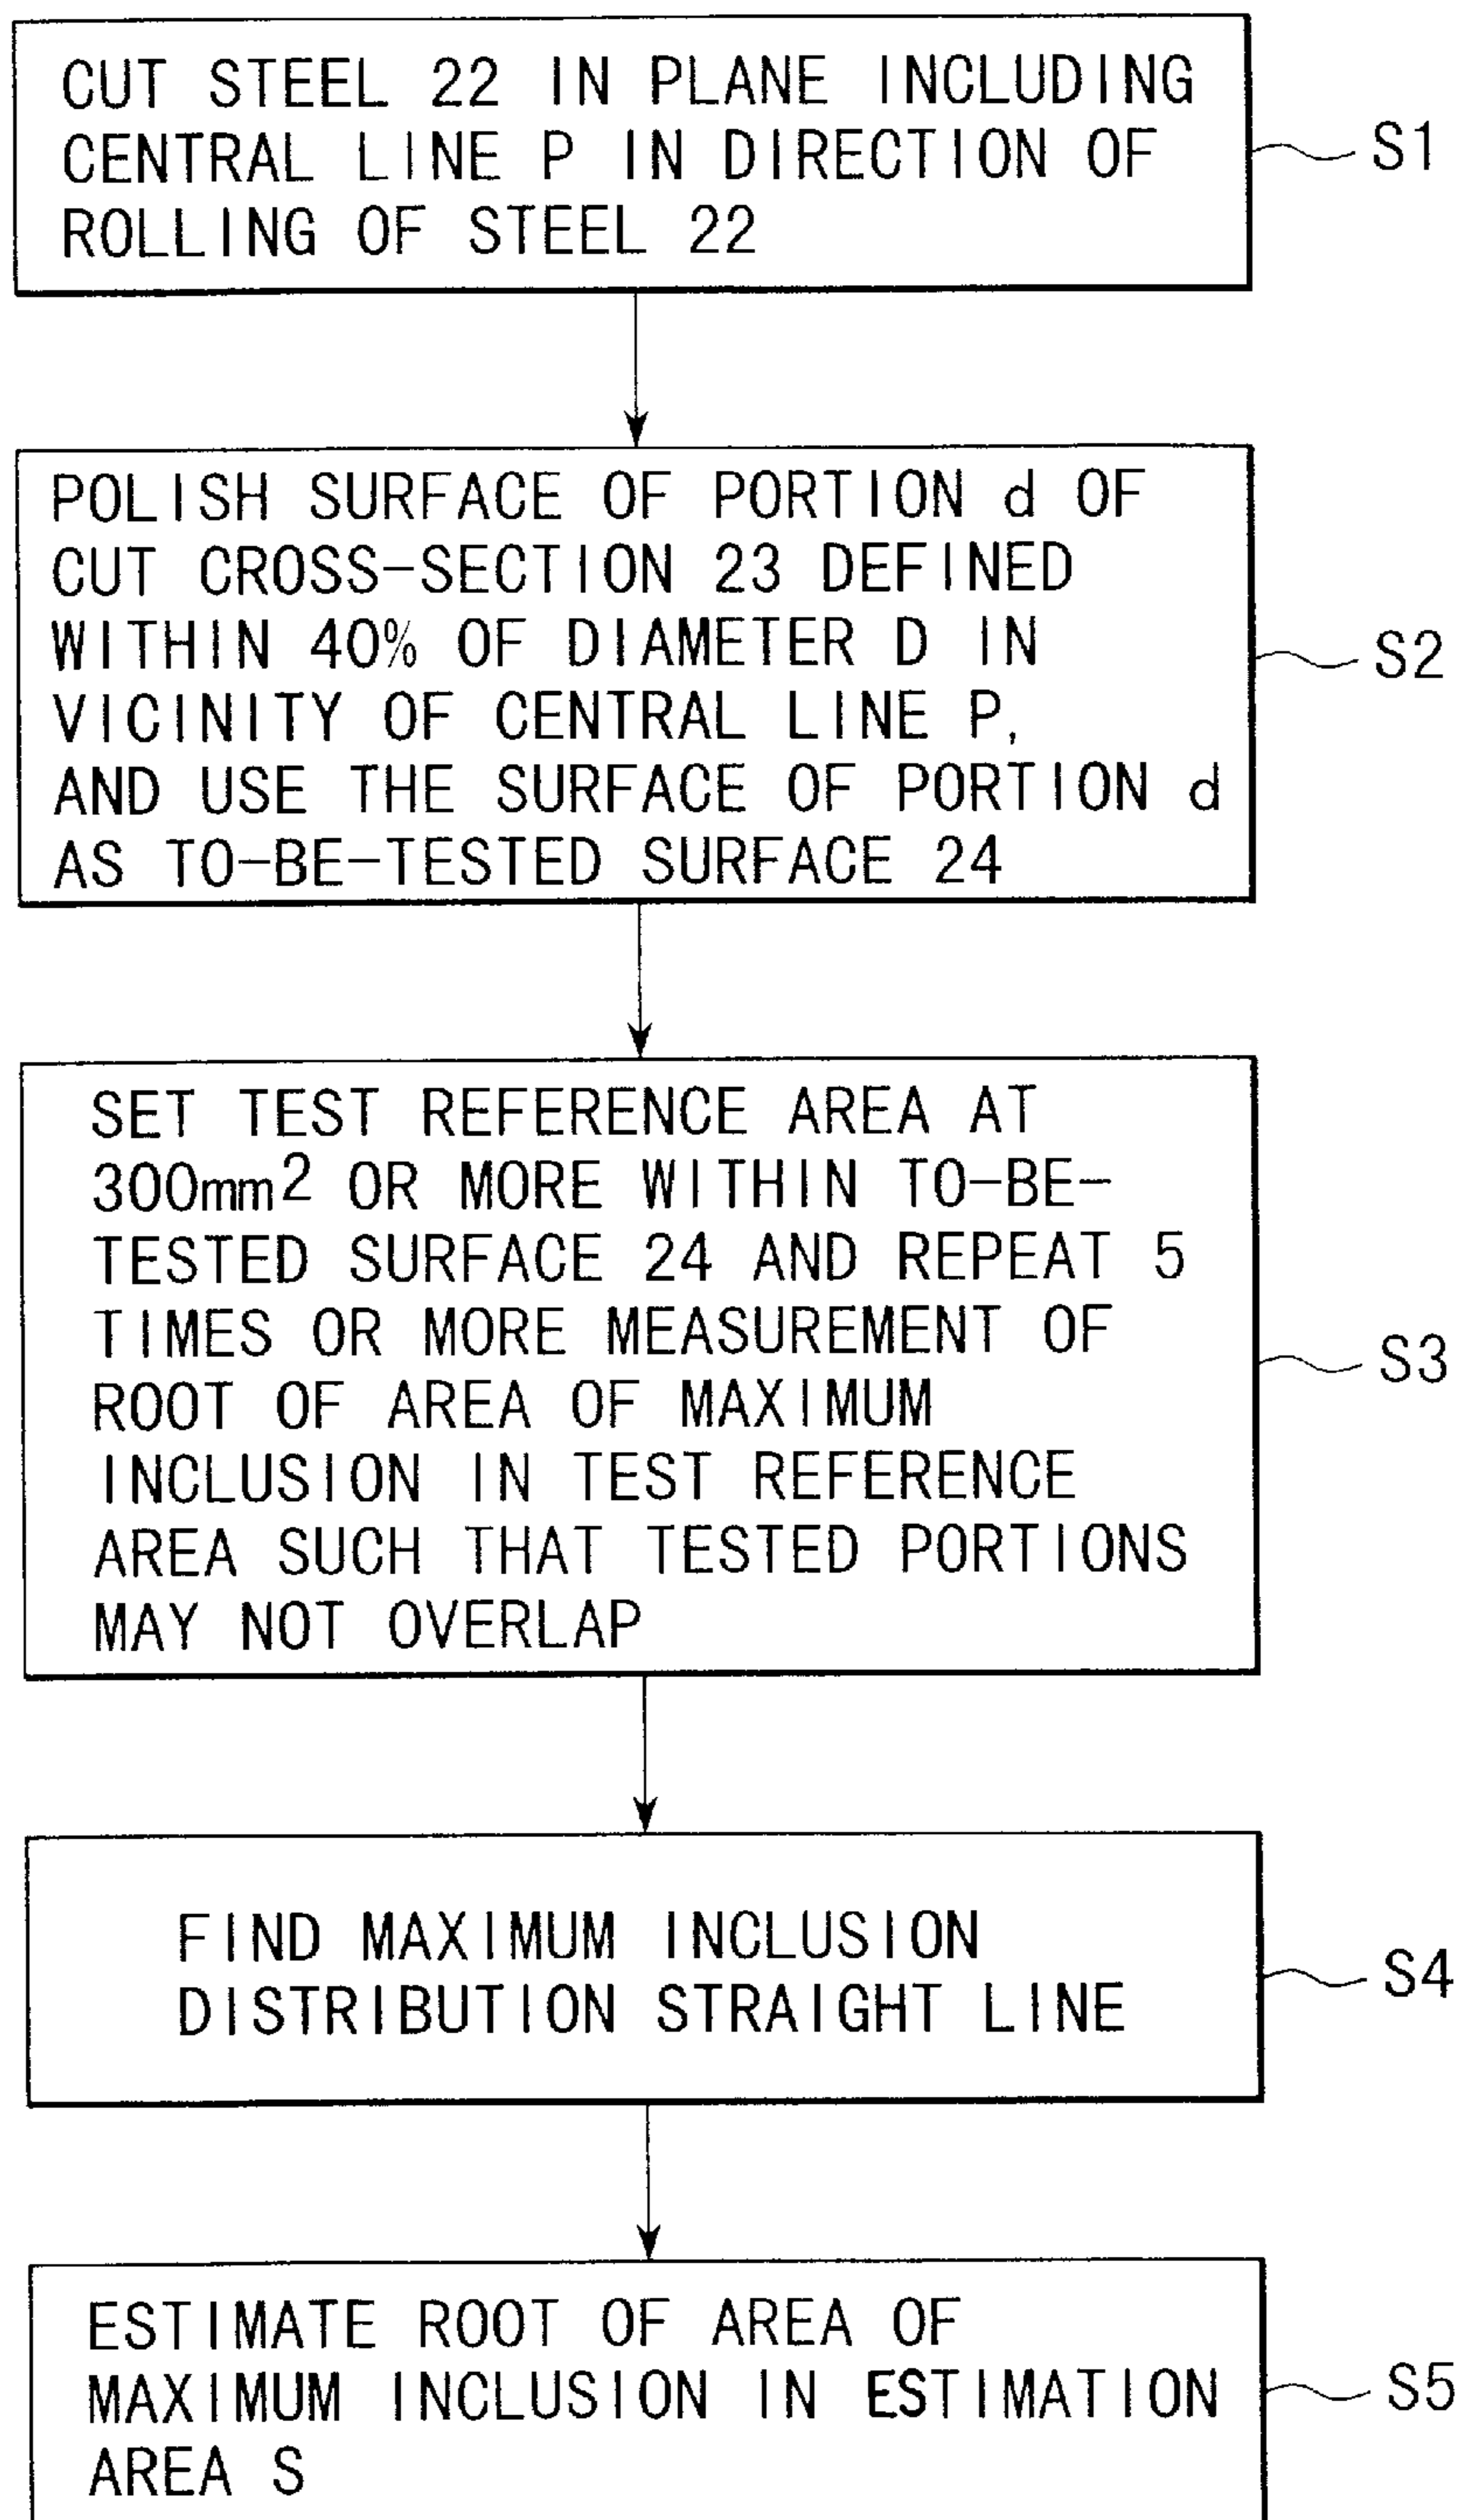 CUT STEEL 22 IN PLANE INCLUDING
CENTRAL LINE P IN DIRECTION OF
ROLLING OF STEEL 22
S1
POLISH SURFACE OF PORTION d OF
CUT CROSS-SECTION 23 DEFINED
WITHIN 40% OF DIAMETER D IN
VICINITY OF CENTRAL LINE P,
AND USE THE SURFACE OF PORTION d
AS TO-BE-TESTED SURFACE 24
S2
SET TEST REFERENCE AREA AT
300mm2 OR MORE WITHIN TO-BE-
TESTED SURFACE 24 AND REPEAT 5
TIMES OR MORE MEASUREMENT OF
ROOT OF AREA OF MAXIMUM
INCLUSION IN TEST REFERENCE
AREA SUCH THAT TESTED PORTIONS
MAY NOT OVERLAP
S3
FIND MAXIMUM INCLUSION
DISTRIBUTION STRAIGHT LINE
S4
ESTIMATE ROOT OF AREA OF
MAXIMUM INCLUSION IN ESTIMATION
AREA S
S5